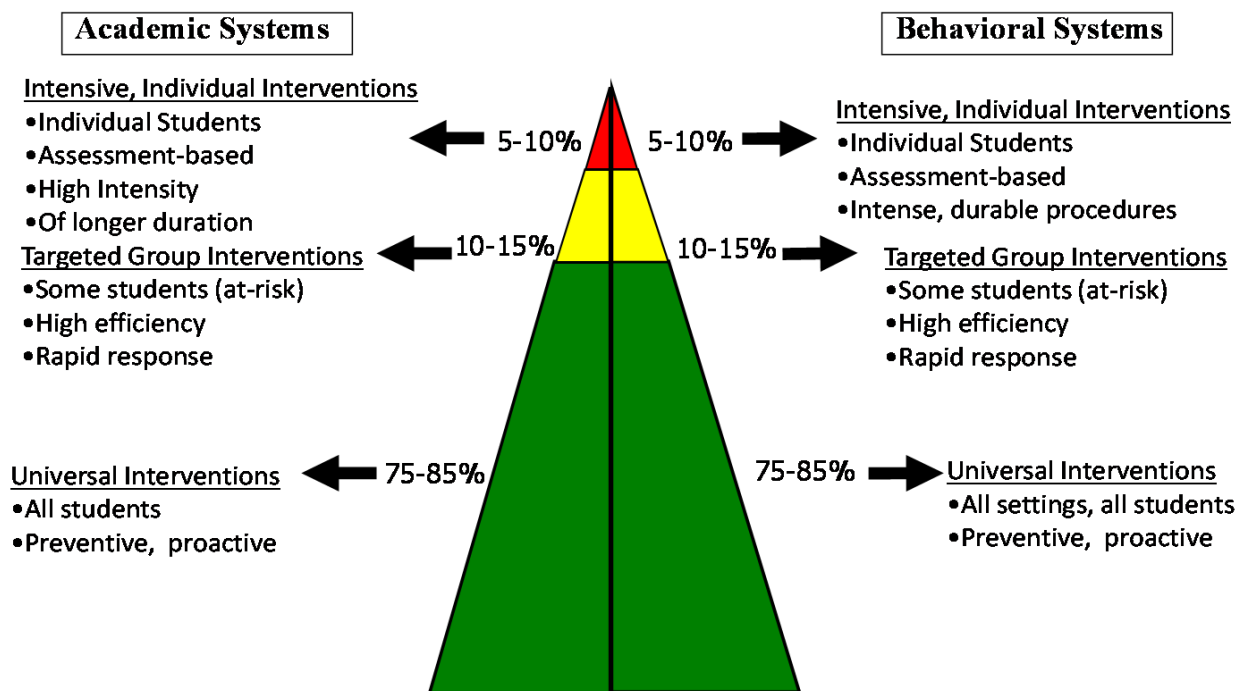 Academic Systems
Intensive, Individual Interventions
•Individual Students
•Assessment-based
•High Intensity
•Of longer duration
5-10%
Targeted Group Interventions
•Some students (at-risk)
•High efficiency
•Rapid response
10-15%
Universal Interventions
•All students
•Preventive, proactive
75-85%
Behavioral Systems
5-10%
Intensive, Individual Interventions
•Individual Students
•Assessment-based
•Intense, durable procedures
10-15%
Targeted Group Interventions
•Some students (at-risk)
•High efficiency
•Rapid response
75-85%
Universal Interventions
•All settings, all students
•Preventive, proactive